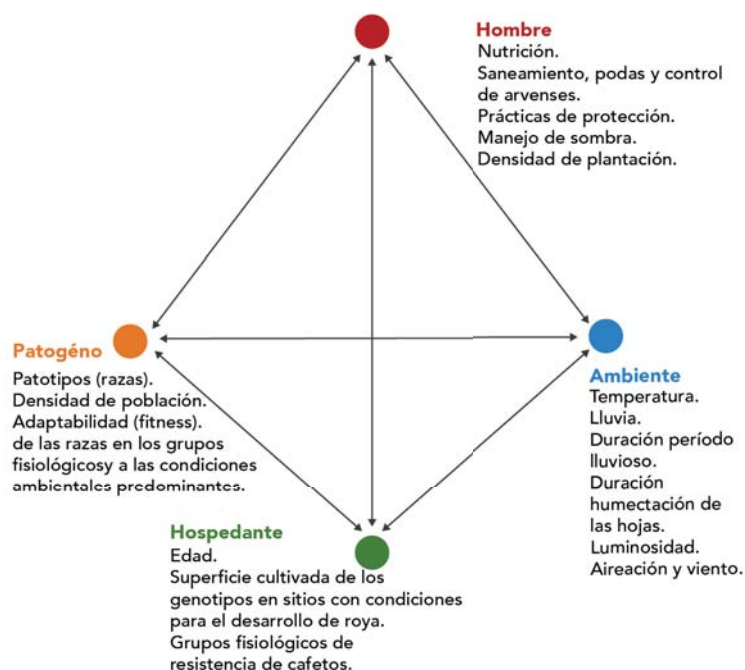 Hombre
Nutrición.
Saneamiento, podas y control
de arvenses.
Prácticas de protección.
Manejo de sombra.
Densidad de plantación.
Patogéno
Patotipos (razas).
Densidad de población.
Adaptabilidad (fitness).
de las razas en los grupos
fisiológicosy a las condiciones
ambientales predominantes.
Ambiente
Temperatura.
Lluvia.
Duración período
lluvioso.
Duración
humectación de
las hojas.
Luminosidad.
Aireación y viento.
Hospedante
Edad.
Superficie cultivada de los
genotipos en sitios con condiciones
para el desarrollo de roya.
Grupos fisiológicos de
resistencia de cafetos.